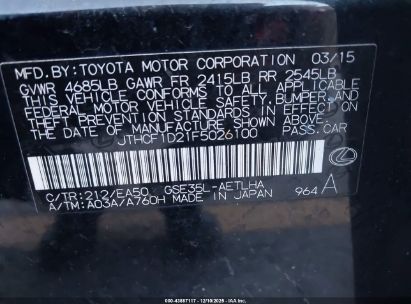 MFD.BY:TOYOTA MOTOR CORPORATION 03/15
GVWR 4685LB GAWR FR 2415LB RR 2545LB
THIS VEHICLE CONFORMS TO ALL APPLICABLE
FEDERAL MOTOR VEHICLE SAFETY,BUMPER,AND
THEFT PREVENTION STANDARDS IN EFFECT ON
THE DATE OF MANUFACTURE SHOWN ABOVE.
JTHCF1D21F5026100 PASS.CAR
C/TR:212/EA50 GSE35L-AETLHA
A/TM:A03A/A760H MADE IN JAPAN 964 A
000-43887117 - 12/10/2025 - iaai.com